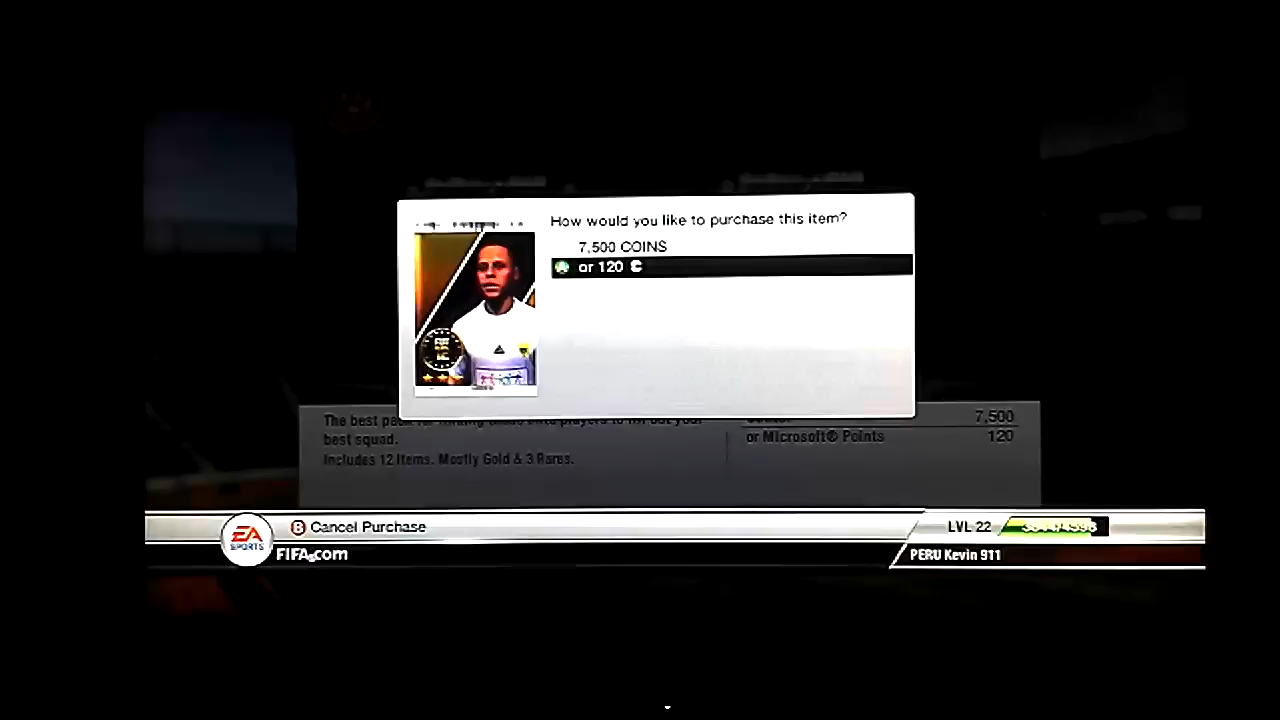 How would you like to purchase this item?
7,500 COINS
or 120
The best
best squad.
Includes 12 Items. Mostly Gold & 3 Rares.
7,500
or Microsoft® Points
120
EA
SPORTS
B Cancel Purchase
LVL 22
FIFA.com
PERU Kevin 911